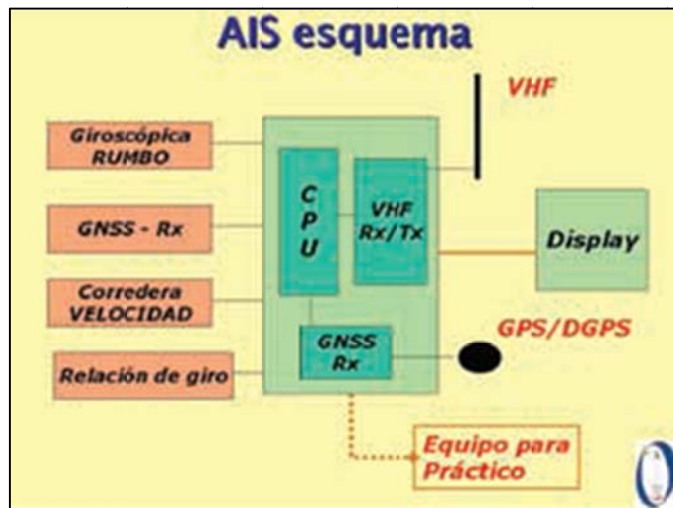 AIS esquema
VHF
Giroscópica
RUMBO
GNSS - Rx
Corredera
VELOCIDAD
Relación de giro
C
P
U
VHF
Rx/Tx
GNSS
Rx
Display
GPS/DGPS
Equipo para
Práctico